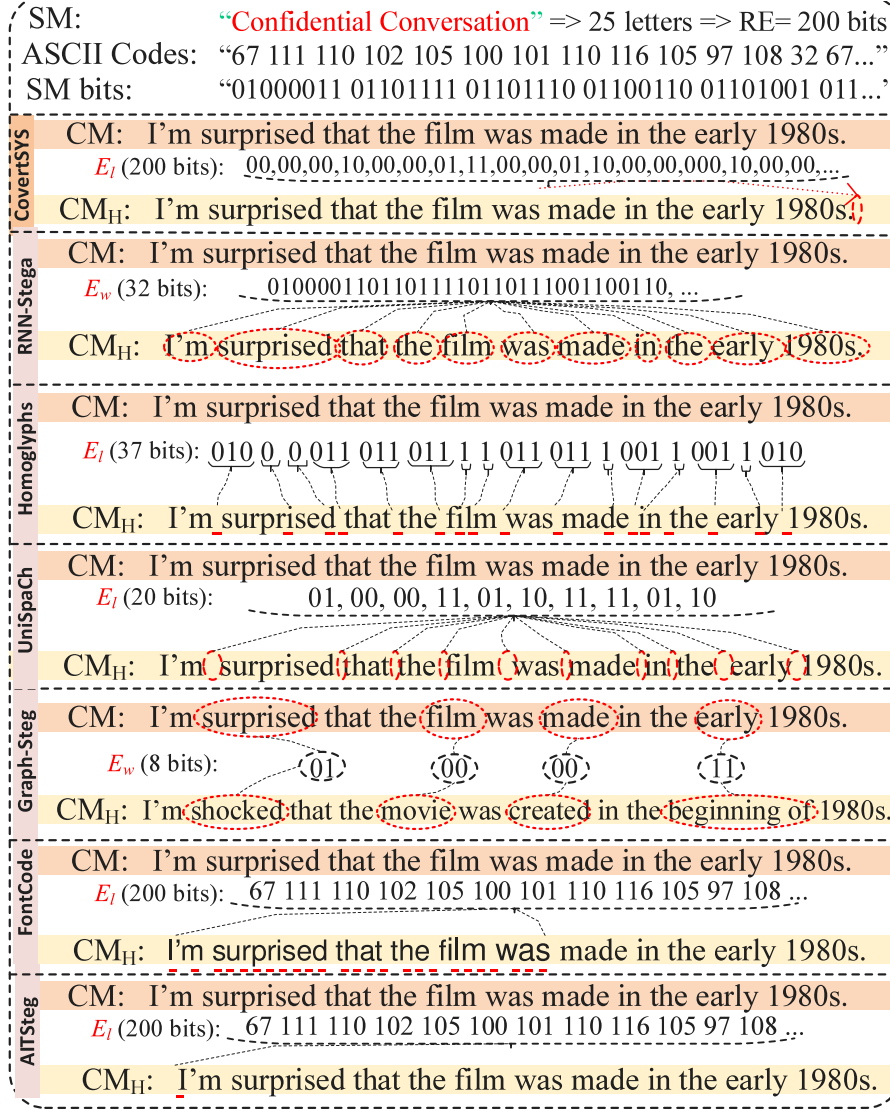 SM: “Confidential Conversation” => 25 letters => RE= 200 bits
ASCII Codes: “67 111 110 102 105 100 101 110 116 105 97 108 32 67...”
SM bits: “01000011 01101111 01101110 01100110 01101001 011...”
CovertSYS
CM: I’m surprised that the film was made in the early 1980s.
El (200 bits): 00,00,00,10,00,00,01,11,00,00,01,10,00,00,000,10,00,00,...
CMH: I’m surprised that the film was made in the early 1980s.
RNN-Stega
CM: I’m surprised that the film was made in the early 1980s.
Ew (32 bits): 01000011011011110110111001100110, ...
CMH: I’m surprised that the film was made in the early 1980s.
Homoglyphs
CM: I’m surprised that the film was made in the early 1980s.
El (37 bits): 010 0 0 011 011 011 1 1 011 011 1 001 1 001 1 010
CMH: I’m surprised that the film was made in the early 1980s.
UniSpaCh
CM: I’m surprised that the film was made in the early 1980s.
El (20 bits): 01, 00, 00, 11, 01, 10, 11, 11, 01, 10
CMH: I’m surprised that the film was made in the early 1980s.
Graph-Steg
CM: I’m surprised that the film was made in the early 1980s.
Ew (8 bits): 01 00 00 11
CMH: I’m shocked that the movie was created in the beginning of 1980s.
FontCode
CM: I’m surprised that the film was made in the early 1980s.
El (200 bits): 67 111 110 102 105 100 101 110 116 105 97 108 ...
CMH: I’m surprised that the film was made in the early 1980s.
AITSteg
CM: I’m surprised that the film was made in the early 1980s.
El (200 bits): 67 111 110 102 105 100 101 110 116 105 97 108 ...
CMH: I’m surprised that the film was made in the early 1980s.